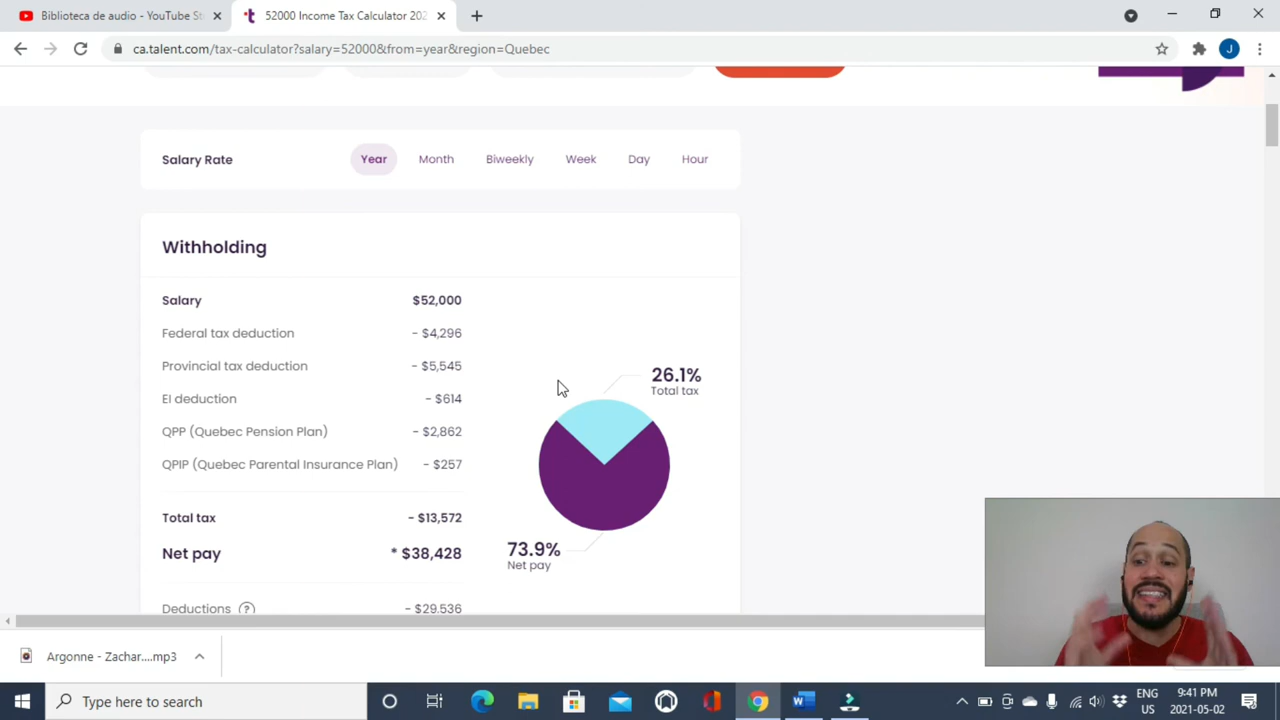 Biblioteca de audio - YouTube St
52000 Income Tax Calculator 202
ca.talent.com/tax-calculator?salary=52000&from=year&region=Quebec
J
Salary Rate Year Month Biweekly Week Day Hour
Withholding
Salary $52,000
Federal tax deduction - $4,296
Provincial tax deduction - $5,545
EI deduction - $614
QPP (Quebec Pension Plan) - $2,862
QPIP (Quebec Parental Insurance Plan) - $257
Total tax - $13,572
Net pay * $38,428
Deductions ? - $29,536
26.1%
Total tax
73.9%
Net pay
Argonne - Zachar....mp3
Type here to search
ENG
US
9:41 PM
2021-05-02